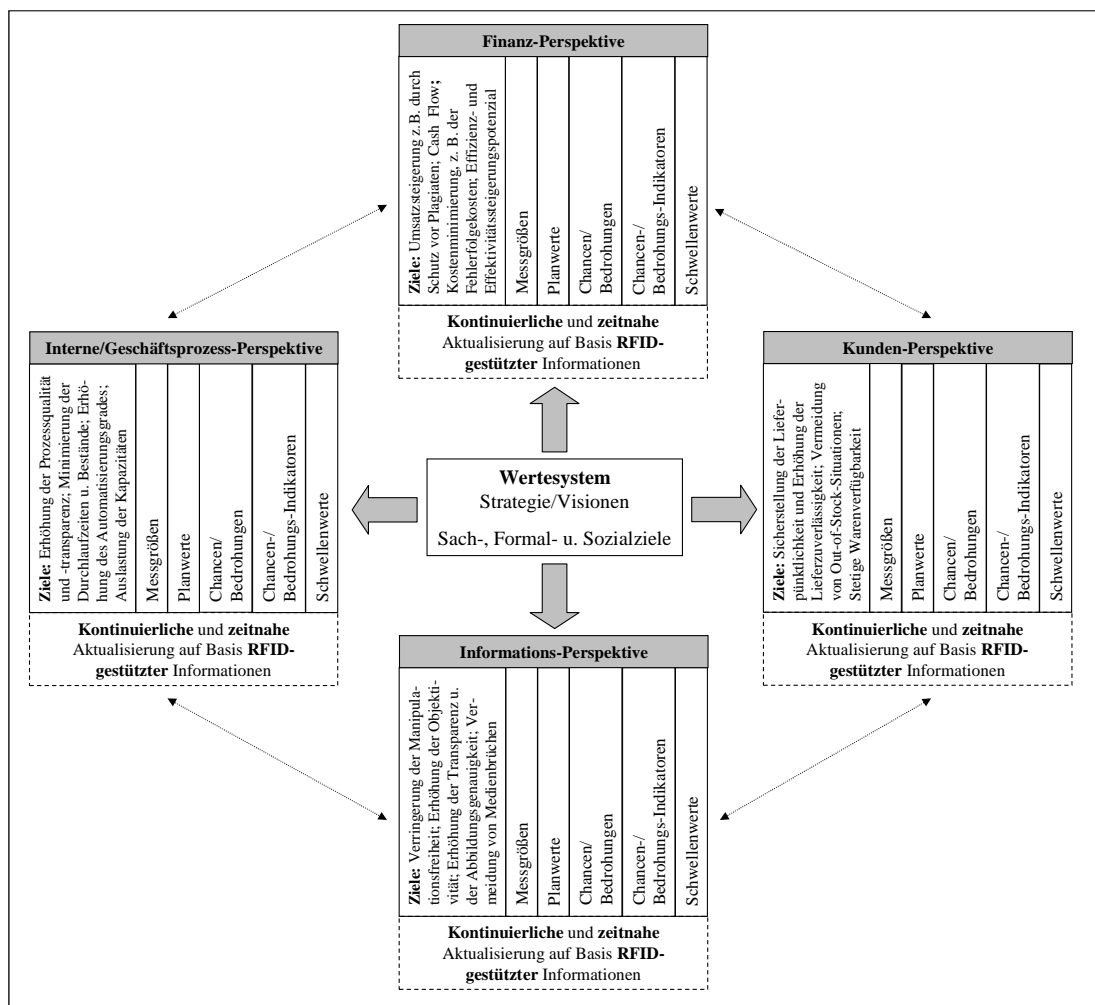 Finanz-Perspektive
Ziele: Umsatzsteigerung z.B. durch
Schutz vor Plagiaten; Cash Flow;
Kostenminimierung, z. B. der
Fehlerfolgekosten; Effizienz- und
Effektivitätssteigerungspotenzial
Messgrößen
Planwerte
Chancen/
Bedrohungen
Chancen-/
Bedrohungs-Indikatoren
Schwellenwerte
Kontinuierliche und zeitnahe
Aktualisierung auf Basis RFID-
gestützter Informationen
Interne/Geschäftsprozess-Perspektive
Ziele: Erhöhung der Prozessqualität
und -transparenz; Minimierung der
Durchlaufzeiten u. Bestände; Erhö-
hung des Automatisierungsgrades;
Auslastung der Kapazitäten
Messgrößen
Planwerte
Chancen/
Bedrohungen
Chancen-/
Bedrohungs-Indikatoren
Schwellenwerte
Kontinuierliche und zeitnahe
Aktualisierung auf Basis RFID-
gestützter Informationen
Wertesystem
Strategie/Visionen
Sach-, Formal- u. Sozialziele
Kunden-Perspektive
Ziele: Sicherstellung der Liefer-
pünktlichkeit und Erhöhung der
Lieferzuverlässigkeit; Vermeidung
von Out-of-Stock-Situationen;
Stetige Warenverfügbarkeit
Messgrößen
Planwerte
Chancen/
Bedrohungen
Chancen-/
Bedrohungs-Indikatoren
Schwellenwerte
Kontinuierliche und zeitnahe
Aktualisierung auf Basis RFID-
gestützter Informationen
Informations-Perspektive
Ziele: Verringerung der Manipula-
tionsfreiheit; Erhöhung der Objekti-
vität; Erhöhung der Transparenz u.
der Abbildungsgenauigkeit; Ver-
meidung von Medienbrüchen
Messgrößen
Planwerte
Chancen/
Bedrohungen
Chancen-/
Bedrohungs-Indikatoren
Schwellenwerte
Kontinuierliche und zeitnahe
Aktualisierung auf Basis RFID-
gestützter Informationen